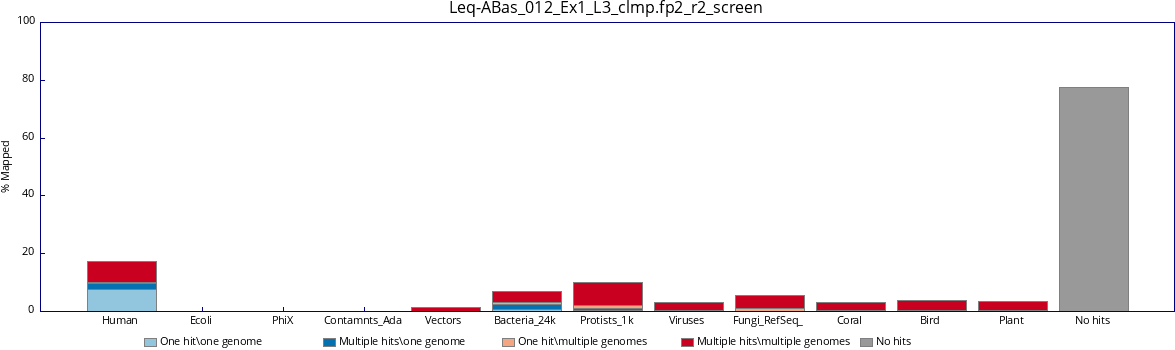 Leq-ABas_012_Ex1_L3_clmp.fp2_r2_screen
100
80
60
40
20
0
% Mapped
Human Ecoli PhiX Contamnts_Ada Vectors Bacteria_24k Protists_1k Viruses Fungi_RefSeq_ Coral Bird Plant No hits
One hit\one genome Multiple hits\one genome One hit\multiple genomes Multiple hits\multiple genomes No hits